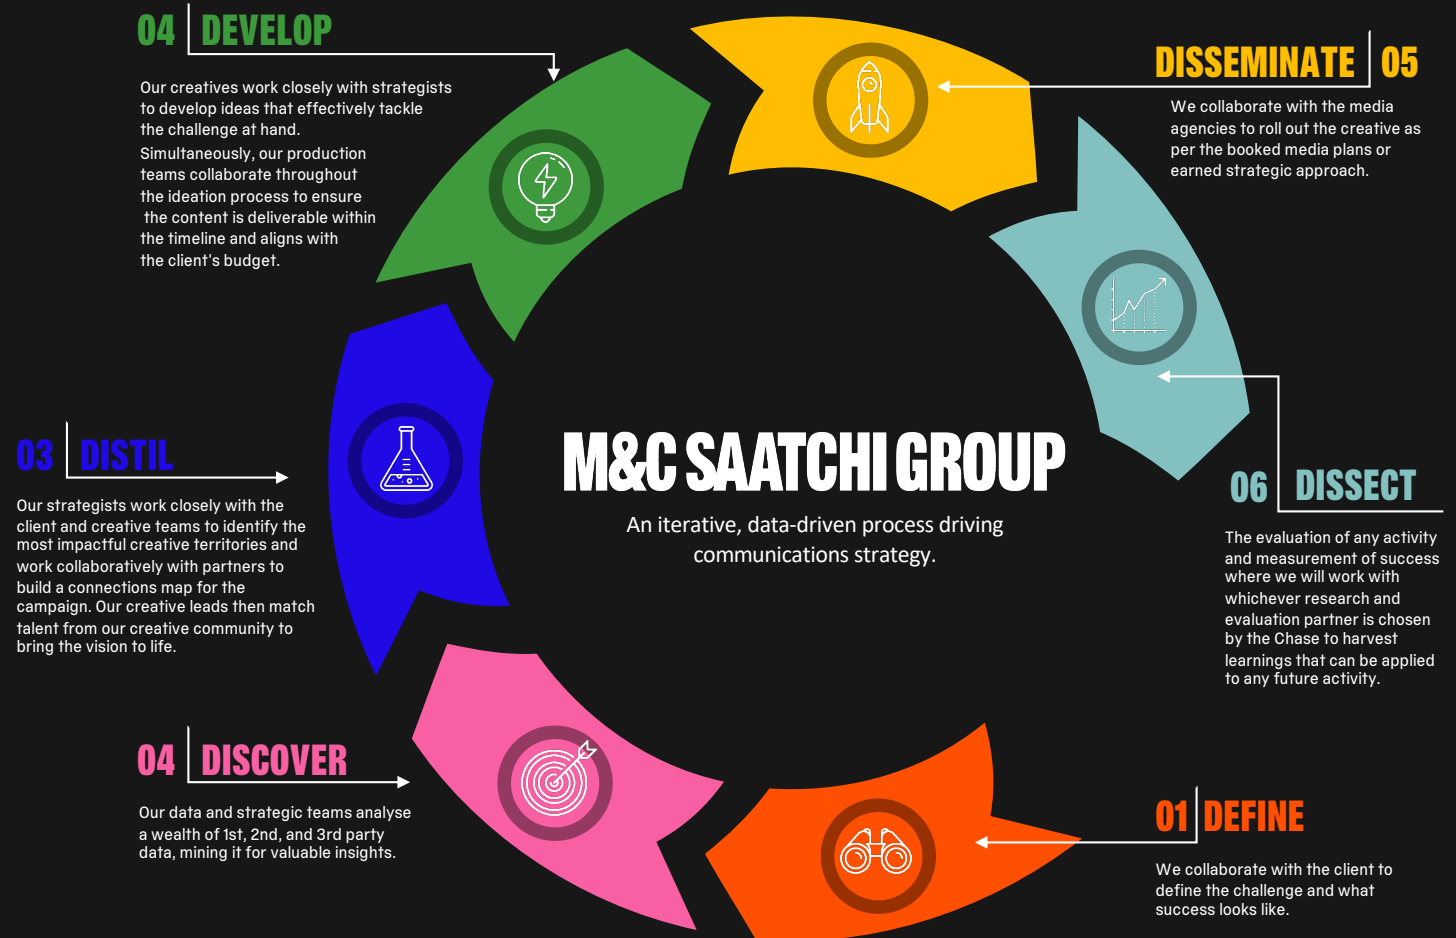 04 DEVELOP
Our creatives work closely with strategists
to develop ideas that effectively tackle
the challenge at hand.
Simultaneously, our production
teams collaborate throughout
the ideation process to ensure
the content is deliverable within
the timeline and aligns with
the client's budget.
DISSEMINATE 05
We collaborate with the media
agencies to roll out the creative as
per the booked media plans or
earned strategic approach.
03 DISTIL
Our strategists work closely with the
client and creative teams to identify the
most impactful creative territories and
work collaboratively with partners to
build a connections map for the
campaign. Our creative leads then match
talent from our creative community to
bring the vision to life.
M&C SAATCHI GROUP
An iterative, data-driven process driving
communications strategy.
06 DISSECT
The evaluation of any activity
and measurement of success
where we will work with
whichever research and
evaluation partner is chosen
by the Chase to harvest
learnings that can be applied
to any future activity.
04 DISCOVER
Our data and strategic teams analyse
a wealth of 1st, 2nd, and 3rd party
data, mining it for valuable insights.
01 DEFINE
We collaborate with the client to
define the challenge and what
success looks like.